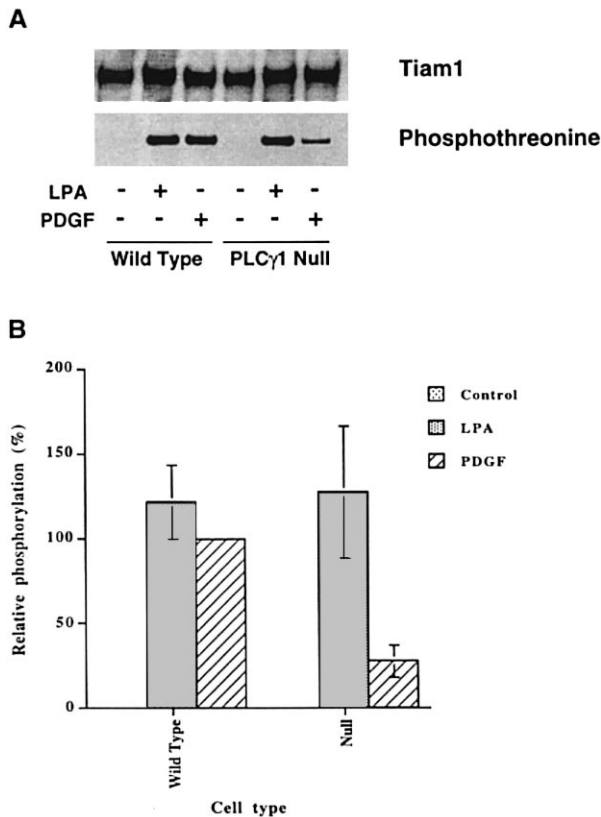 A
Tiam1
Phosphothreonine
LPA - + - - + -
PDGF - - + - - +
Wild Type PLCγ1 Null
B
200
150
100
50
0
Relative phosphorylation (%)
Control
LPA
PDGF
Wild Type
Null
Cell type